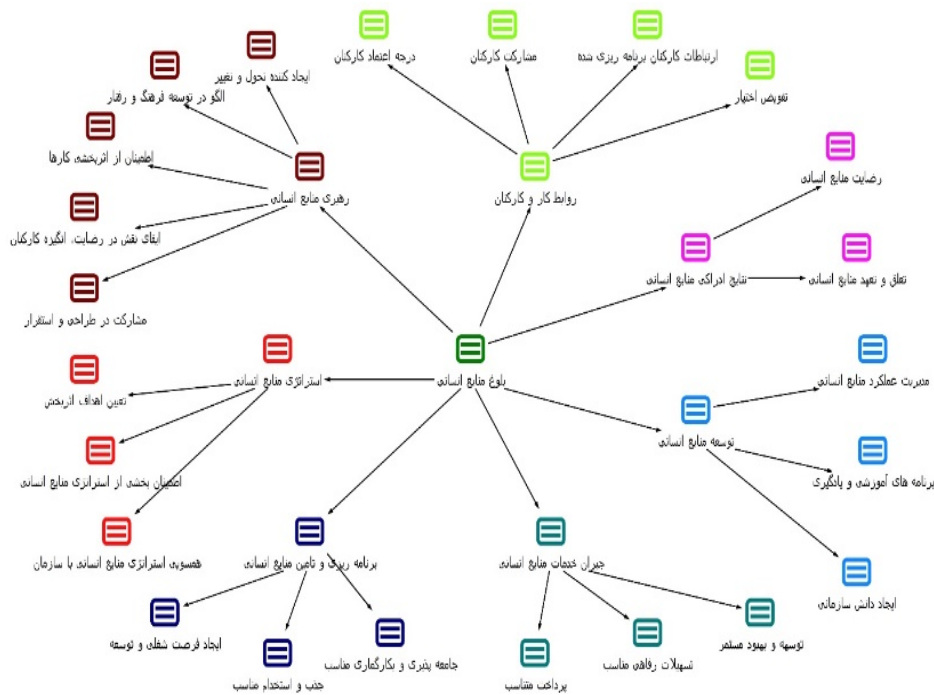 ارتباطات کارکنان برنامه ریزی شده
مشارکت کارکنان
درجه اعتماد کارکنان
ایجاد کننده تحول و تغییر
الگو در توسعه فرهنگ و رفتار
تفویض اختیار
اطمینان از اثربخشی کارها
رضایت منابع انسانی
روابط کار و کارکنان
رهبری منابع انسانی
ایفای نقش در رضایت، انگیزه کارکنان
تعلق و تعهد منابع انسانی
نتایج ادراکی منابع انسانی
مشارکت در طراحی و استقرار
مدیریت عملکرد منابع انسانی
بلوغ منابع انسانی
استراتژی منابع انسانی
تعیین اهداف اثربخش
توسعه منابع انسانی
برنامه های آموزشی و یادگیری
اطمینان بخشی از استراتژی منابع انسانی
جبران خدمات منابع انسانی
برنامه ریزی و تامین منابع انسانی
همسویی استراتژی منابع انسانی با سازمان
ایجاد دانش سازمانی
توسهه و بهبود مستمر
ایجاد فرصت شغلی و توسعه
تسهیلات رفاهی مناسب
جامعه پذیری و بکارگماری مناسب
پرداخت متناسب
جذب و استخدام مناسب